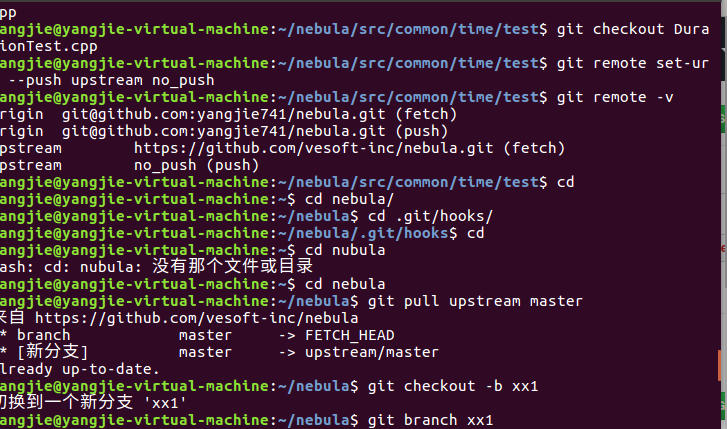 pp
angjie@yangjie-virtual-machine:~/nebula/src/common/time/test$ git checkout Dura
ionTest.cpp
angjie@yangjie-virtual-machine:~/nebula/src/common/time/test$ git remote set-ur
--push upstream no_push
angjie@yangjie-virtual-machine:~/nebula/src/common/time/test$ git remote -v
rigin  git@github.com:yangjie741/nebula.git (fetch)
rigin  git@github.com:yangjie741/nebula.git (push)
pstream        https://github.com/vesoft-inc/nebula.git (fetch)
pstream        no_push (push)
angjie@yangjie-virtual-machine:~/nebula/src/common/time/test$ cd
angjie@yangjie-virtual-machine:~$ cd nebula/
angjie@yangjie-virtual-machine:~/nebula$ cd .git/hooks/
angjie@yangjie-virtual-machine:~/nebula/.git/hooks$ cd
angjie@yangjie-virtual-machine:~$ cd nubula
ash: cd: nubula: 没有那个文件或目录
angjie@yangjie-virtual-machine:~$ cd nebula
angjie@yangjie-virtual-machine:~/nebula$ git pull upstream master
来自 https://github.com/vesoft-inc/nebula
* branch            master     -> FETCH_HEAD
* [新分支]          master     -> upstream/master
lready up-to-date.
angjie@yangjie-virtual-machine:~/nebula$ git checkout -b xx1
切换到一个新分支 'xx1'
angjie@yangjie-virtual-machine:~/nebula$ git branch xx1